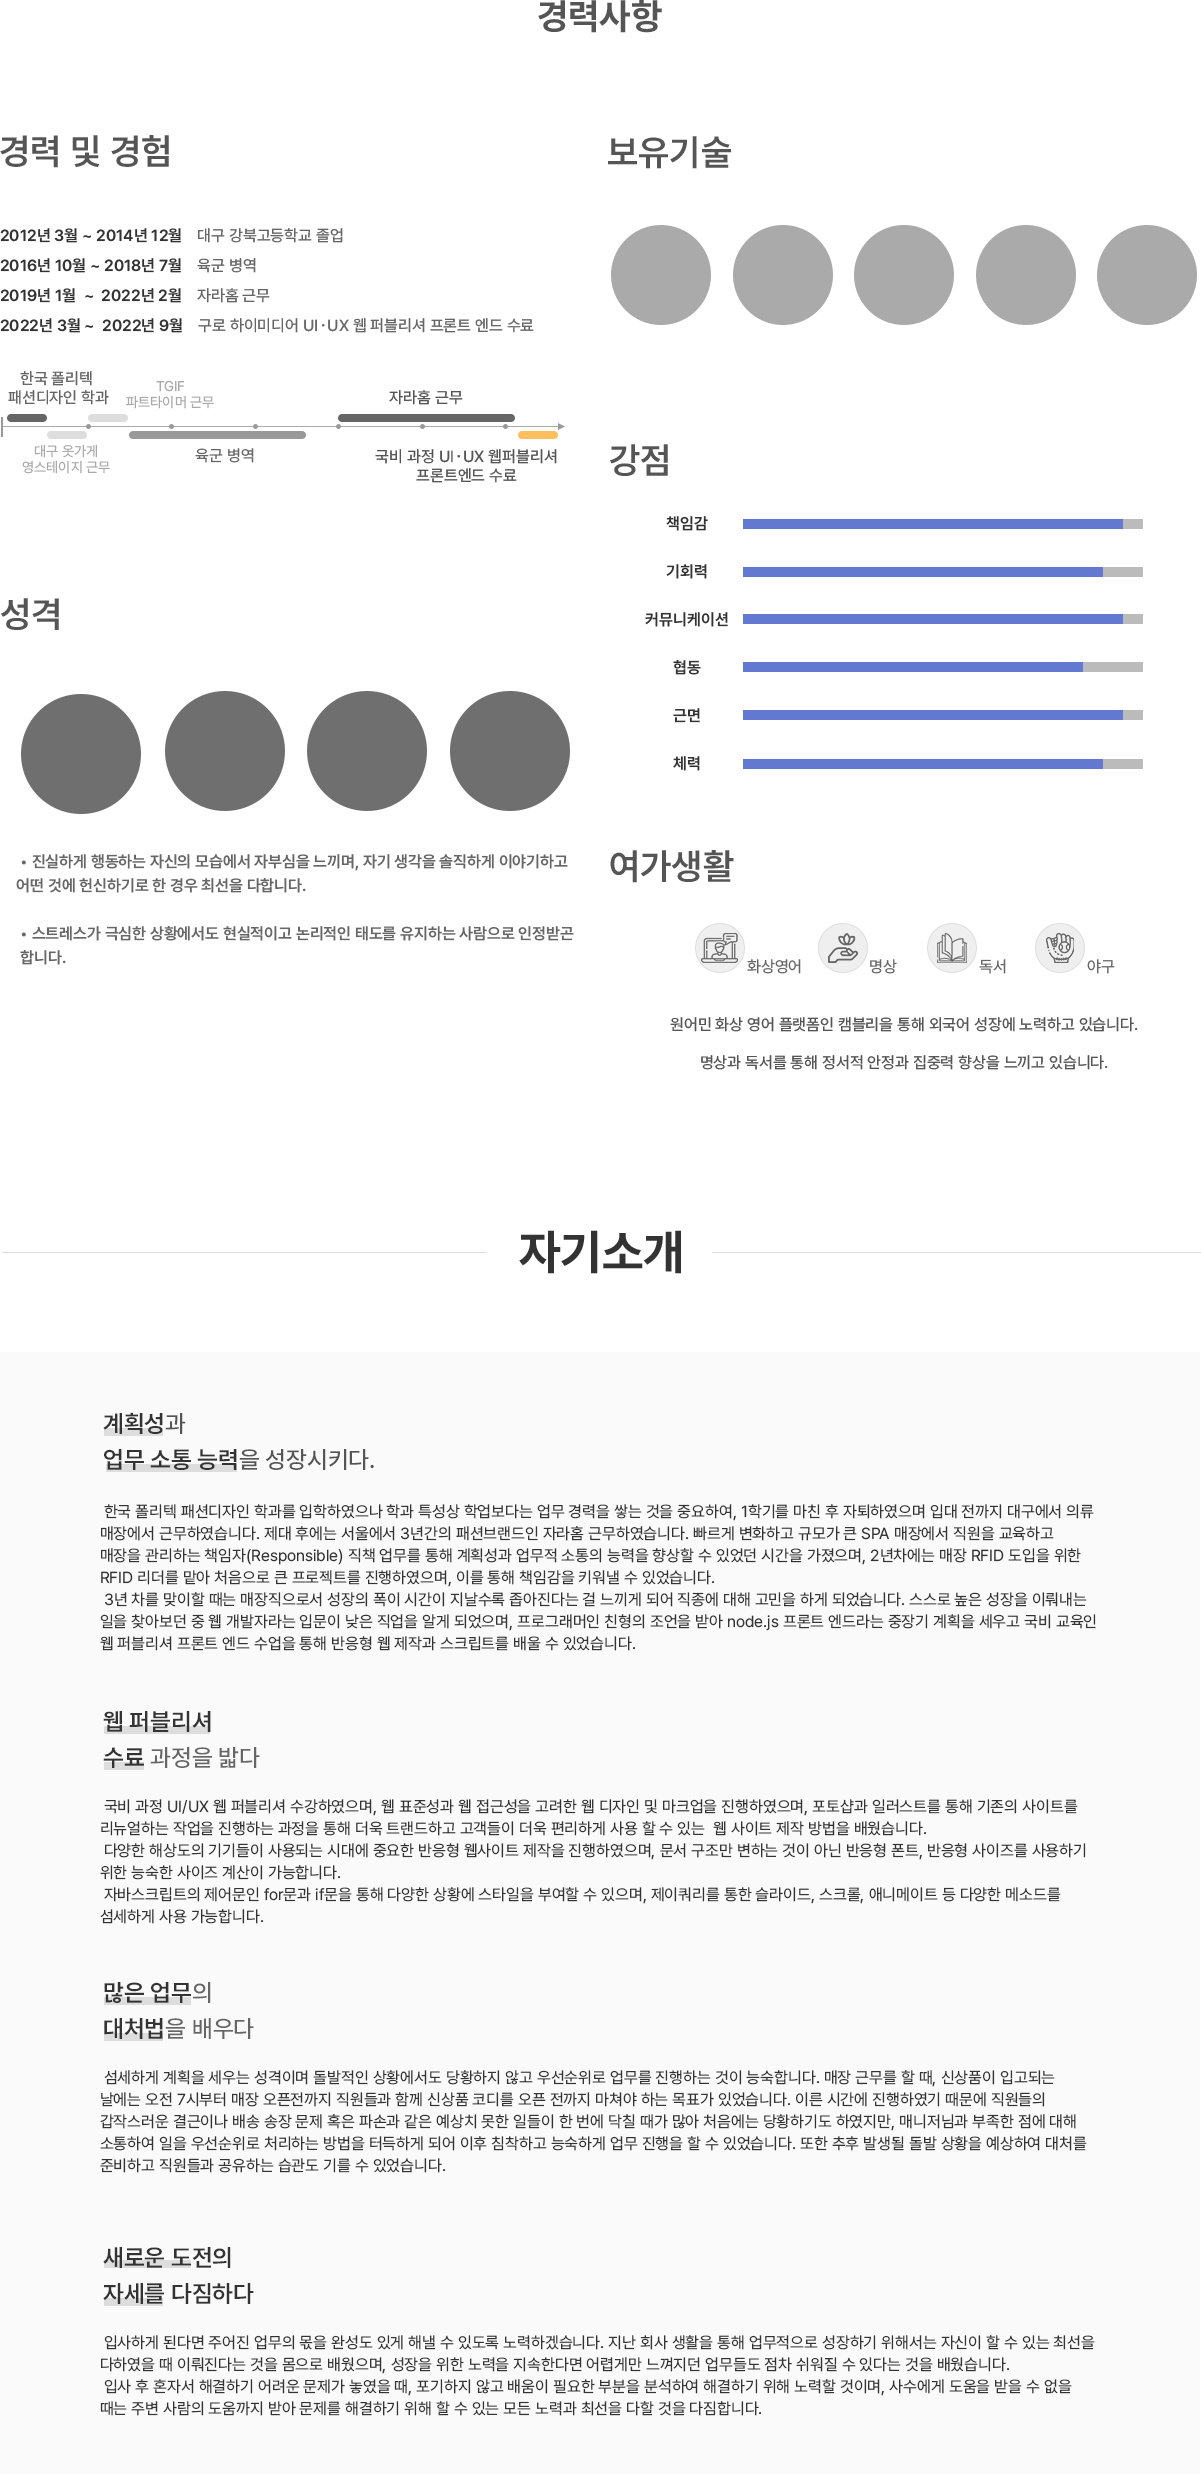 경력사항
경력 및 경험
2012년 3월 ~ 2014년 12월 대구 강북고등학교 졸업
2016년 10월 ~ 2018년 7월 육군 병역
2019년 1월 ~ 2022년 2월 자라홈 근무
2022년 3월 ~ 2022년 9월 구로 하이미디어 UI·UX 웹 퍼블리셔 프론트 엔드 수료
한국 폴리텍
패션디자인 학과
TGIF
파트타이머 근무
자라홈 근무
대구 옷가게
영스테이지 근무
육군 병역
국비 과정 UI·UX 웹퍼블리셔
프론트엔드 수료
성격
• 진실하게 행동하는 자신의 모습에서 자부심을 느끼며, 자기 생각을 솔직하게 이야기하고
어떤 것에 헌신하기로 한 경우 최선을 다합니다.
• 스트레스가 극심한 상황에서도 현실적이고 논리적인 태도를 유지하는 사람으로 인정받곤
합니다.
보유기술
강점
책임감
기회력
커뮤니케이션
협동
근면
체력
여가생활
화상영어
명상
독서
야구
원어민 화상 영어 플랫폼인 캠블리을 통해 외국어 성장에 노력하고 있습니다.
명상과 독서를 통해 정서적 안정과 집중력 향상을 느끼고 있습니다.
자기소개
계획성과
업무 소통 능력을 성장시키다.
한국 폴리텍 패션디자인 학과를 입학하였으나 학과 특성상 학업보다는 업무 경력을 쌓는 것을 중요하여, 1학기를 마친 후 자퇴하였으며 입대 전까지 대구에서 의류
매장에서 근무하였습니다. 제대 후에는 서울에서 3년간의 패션브랜드인 자라홈 근무하였습니다. 빠르게 변화하고 규모가 큰 SPA 매장에서 직원을 교육하고
매장을 관리하는 책임자(Responsible) 직책 업무를 통해 계획성과 업무적 소통의 능력을 향상할 수 있었던 시간을 가졌으며, 2년차에는 매장 RFID 도입을 위한
RFID 리더를 맡아 처음으로 큰 프로젝트를 진행하였으며, 이를 통해 책임감을 키워낼 수 있었습니다.
3년 차를 맞이할 때는 매장직으로서 성장의 폭이 시간이 지날수록 좁아진다는 걸 느끼게 되어 직종에 대해 고민을 하게 되었습니다. 스스로 높은 성장을 이뤄내는
일을 찾아보던 중 웹 개발자라는 입문이 낮은 직업을 알게 되었으며, 프로그래머인 친형의 조언을 받아 node.js 프론트 엔드라는 중장기 계획을 세우고 국비 교육인
웹 퍼블리셔 프론트 엔드 수업을 통해 반응형 웹 제작과 스크립트를 배울 수 있었습니다.
웹 퍼블리셔
수료 과정을 밟다
국비 과정 UI/UX 웹 퍼블리셔 수강하였으며, 웹 표준성과 웹 접근성을 고려한 웹 디자인 및 마크업을 진행하였으며, 포토샵과 일러스트를 통해 기존의 사이트를
리뉴얼하는 작업을 진행하는 과정을 통해 더욱 트랜드하고 고객들이 더욱 편리하게 사용 할 수 있는 웹 사이트 제작 방법을 배웠습니다.
다양한 해상도의 기기들이 사용되는 시대에 중요한 반응형 웹사이트 제작을 진행하였으며, 문서 구조만 변하는 것이 아닌 반응형 폰트, 반응형 사이즈를 사용하기
위한 능숙한 사이즈 계산이 가능합니다.
자바스크립트의 제어문인 for문과 if문을 통해 다양한 상황에 스타일을 부여할 수 있으며, 제이쿼리를 통한 슬라이드, 스크롤, 애니메이트 등 다양한 메소드를
섬세하게 사용 가능합니다.
많은 업무의
대처법을 배우다
섬세하게 계획을 세우는 성격이며 돌발적인 상황에서도 당황하지 않고 우선순위로 업무를 진행하는 것이 능숙합니다. 매장 근무를 할 때, 신상품이 입고되는
날에는 오전 7시부터 매장 오픈전까지 직원들과 함께 신상품 코디를 오픈 전까지 마쳐야 하는 목표가 있었습니다. 이른 시간에 진행하였기 때문에 직원들의
갑작스러운 결근이나 배송 송장 문제 혹은 파손과 같은 예상치 못한 일들이 한 번에 닥칠 때가 많아 처음에는 당황하기도 하였지만, 매니저님과 부족한 점에 대해
소통하여 일을 우선순위로 처리하는 방법을 터득하게 되어 이후 침착하고 능숙하게 업무 진행을 할 수 있었습니다. 또한 추후 발생될 돌발 상황을 예상하여 대처를
준비하고 직원들과 공유하는 습관도 기를 수 있었습니다.
새로운 도전의
자세를 다짐하다
입사하게 된다면 주어진 업무의 몫을 완성도 있게 해낼 수 있도록 노력하겠습니다. 지난 회사 생활을 통해 업무적으로 성장하기 위해서는 자신이 할 수 있는 최선을
다하였을 때 이뤄진다는 것을 몸으로 배웠으며, 성장을 위한 노력을 지속한다면 어렵게만 느껴지던 업무들도 점차 쉬워질 수 있다는 것을 배웠습니다.
입사 후 혼자서 해결하기 어려운 문제가 놓였을 때, 포기하지 않고 배움이 필요한 부분을 분석하여 해결하기 위해 노력할 것이며, 사수에게 도움을 받을 수 없을
때는 주변 사람의 도움까지 받아 문제를 해결하기 위해 할 수 있는 모든 노력과 최선을 다할 것을 다짐합니다.